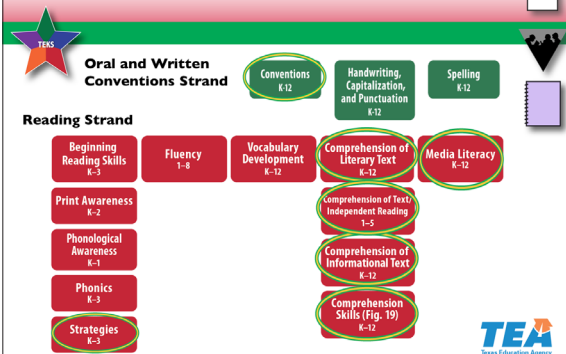 TEKS
Oral and Written
Conventions Strand
Conventions
K-12
Handwriting,
Capitalization,
and Punctuation
K-12
Spelling
K-12
Reading Strand
Beginning
Reading Skills
K–3
Fluency
1–8
Vocabulary
Development
K–12
Comprehension of
Literary Text
K–12
Media Literacy
K–12
Print Awareness
K–2
Comprehension of Text/
Independent Reading
1–5
Phonological
Awareness
K–1
Comprehension of
Informational Text
K–12
Phonics
K–3
Comprehension
Skills (Fig. 19)
K–12
Strategies
K–3
TEA
Texas Education Agency